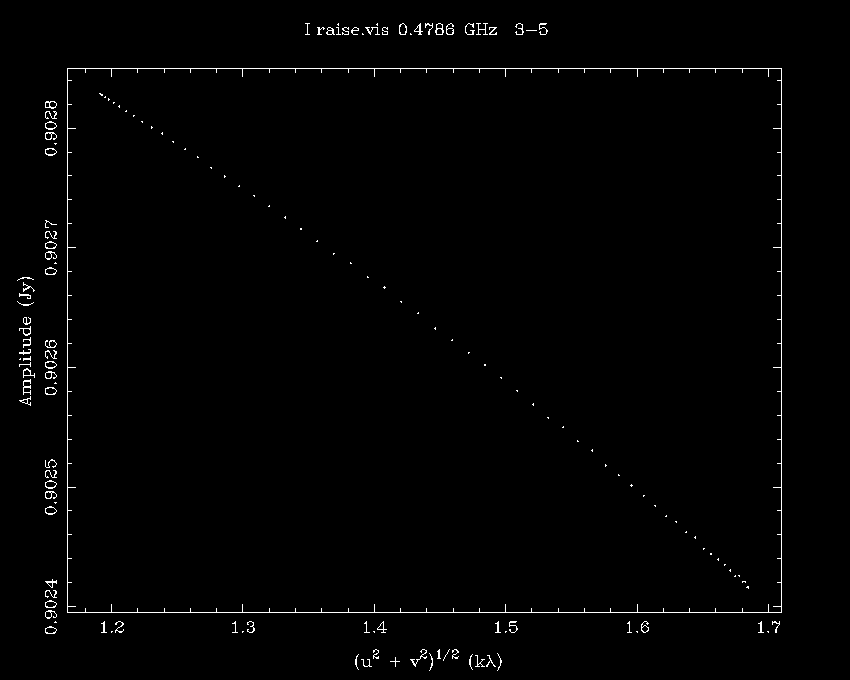 I raise.vis 0.4786 GHz 3-5
0.9028
0.9027
0.9026
0.9025
0.9024
Amplitude (Jy)
1.2 1.3 1.4 1.5 1.6 1.7
(u² + v²)^1/2 (kλ)